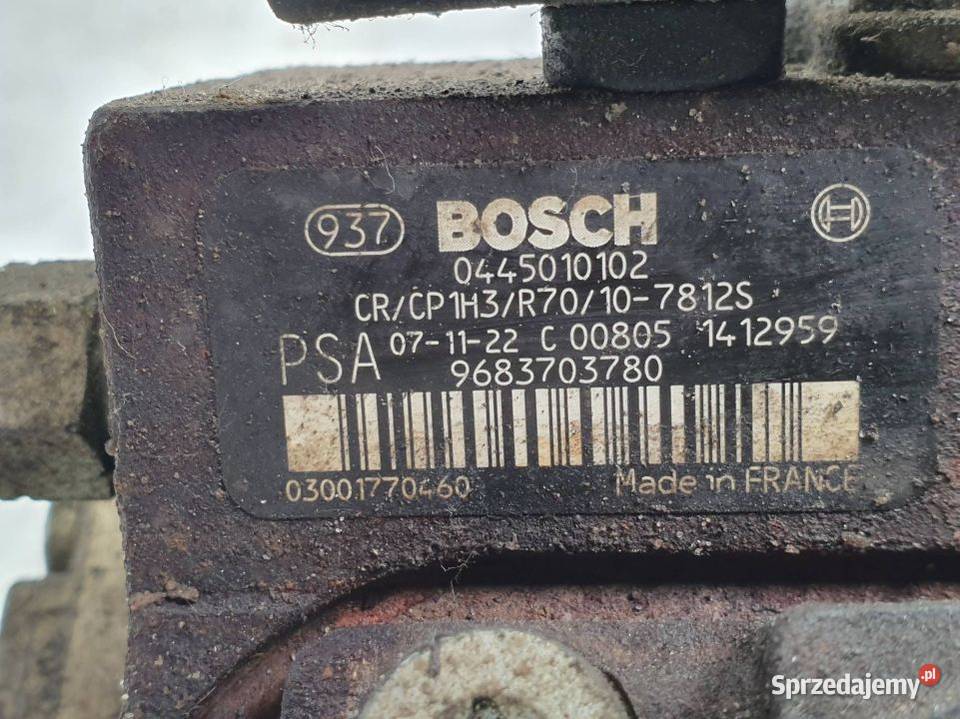 937 BOSCH
0445010102
CR/CP1H3/R70/10-7812S
PSA 07-11-22 C 00805 1412959
9683703780
03001770460 Made in FRANCE
Sprzedajemy.pl